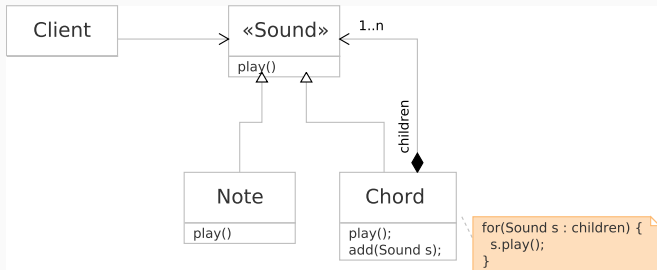 Client
«Sound»
play()
1..n
children
Note
play()
Chord
play();
add(Sound s);
for(Sound s : children) {
s.play();
}